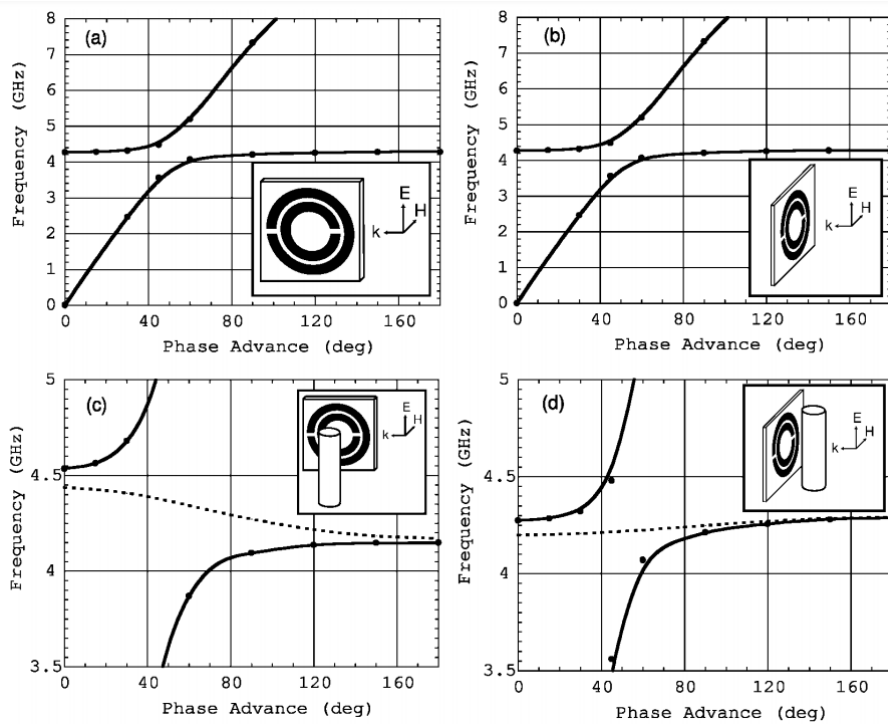 (a)
8
7
6
5
4
3
2
1
0
Frequency (GHz)
E
H
k
0 40 80 120 160
Phase Advance (deg)
(b)
8
7
6
5
4
3
2
1
0
Frequency (GHz)
E
H
k
0 40 80 120 160
Phase Advance (deg)
(c)
5
4.5
4
3.5
Frequency (GHz)
E
H
k
0 40 80 120 160
Phase Advance (deg)
(d)
5
4.5
4
3.5
Frequency (GHz)
E
H
k
0 40 80 120 160
Phase Advance (deg)